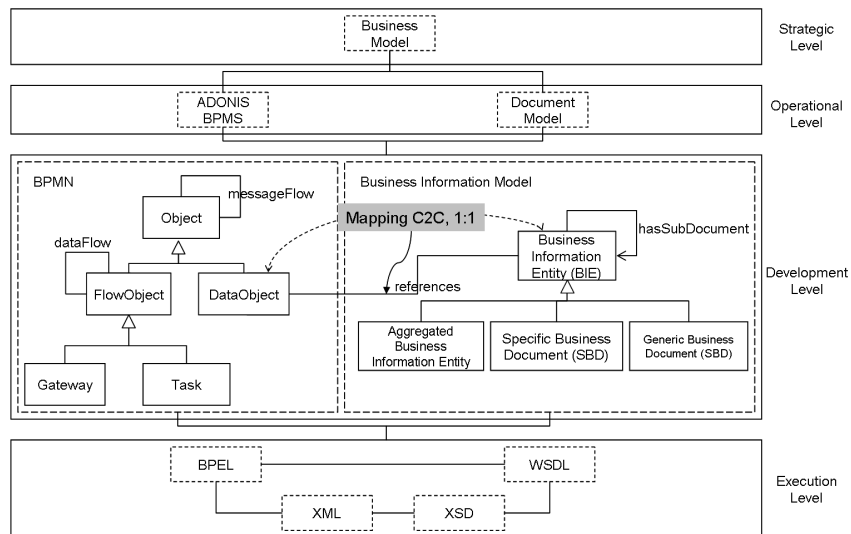 Business
Model
Strategic
Level
ADONIS
BPMS
Document
Model
Operational
Level
BPMN
Business Information Model
messageFlow
Object
Mapping C2C, 1:1
dataFlow
hasSubDocument
Business
Information
Entity (BIE)
FlowObject
DataObject
references
Development
Level
Aggregated
Business
Information Entity
Specific Business
Document (SBD)
Generic Business
Document (SBD)
Gateway
Task
BPEL
WSDL
Execution
Level
XML
XSD